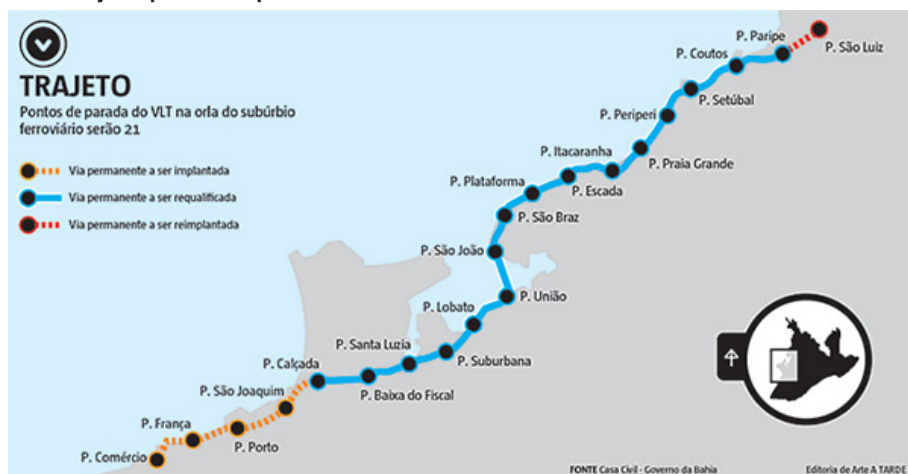 TRAJETO
Pontos de parada do VLT na orla do subúrbio
ferroviário serão 21
Via permanente a ser implantada
Via permanente a ser requalificada
Via permanente a ser reimplantada
P. São Luiz
P. Paripe
P. Coutos
P. Setúbal
P. Periperi
P. Praia Grande
P. Itacaranha
P. Escada
P. Plataforma
P. São Braz
P. São João
P. União
P. Lobato
P. Suburbana
P. Santa Luzia
P. Baixa do Fiscal
P. Calçada
P. São Joaquim
P. Porto
P. França
P. Comércio
FONTE Casa Civil - Governo da Bahia
Editoria de Arte A TARDE